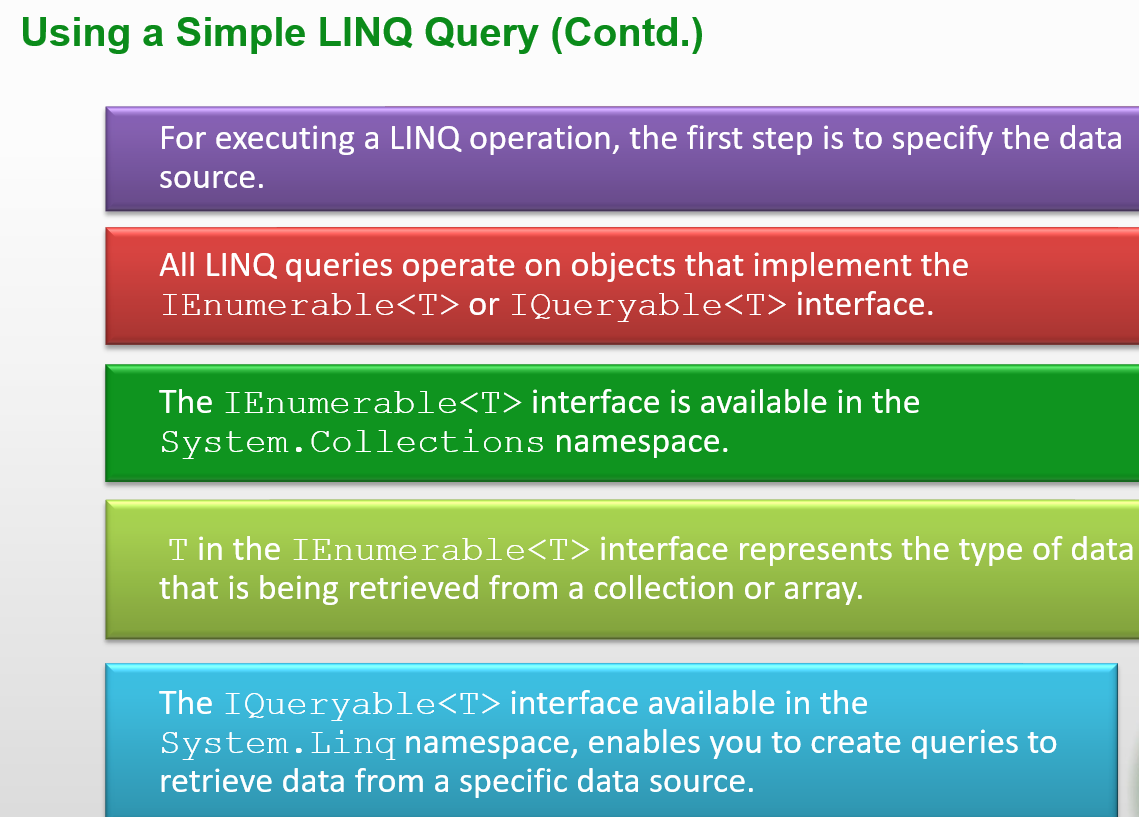 Using a Simple LINQ Query (Contd.)
For executing a LINQ operation, the first step is to specify the data
source.
All LINQ queries operate on objects that implement the
IEnumerable<T> or IQueryable<T> interface.
The IEnumerable<T> interface is available in the
System.Collections namespace.
T in the IEnumerable<T> interface represents the type of data
that is being retrieved from a collection or array.
The IQueryable<T> interface available in the
System.Linq namespace, enables you to create queries to
retrieve data from a specific data source.